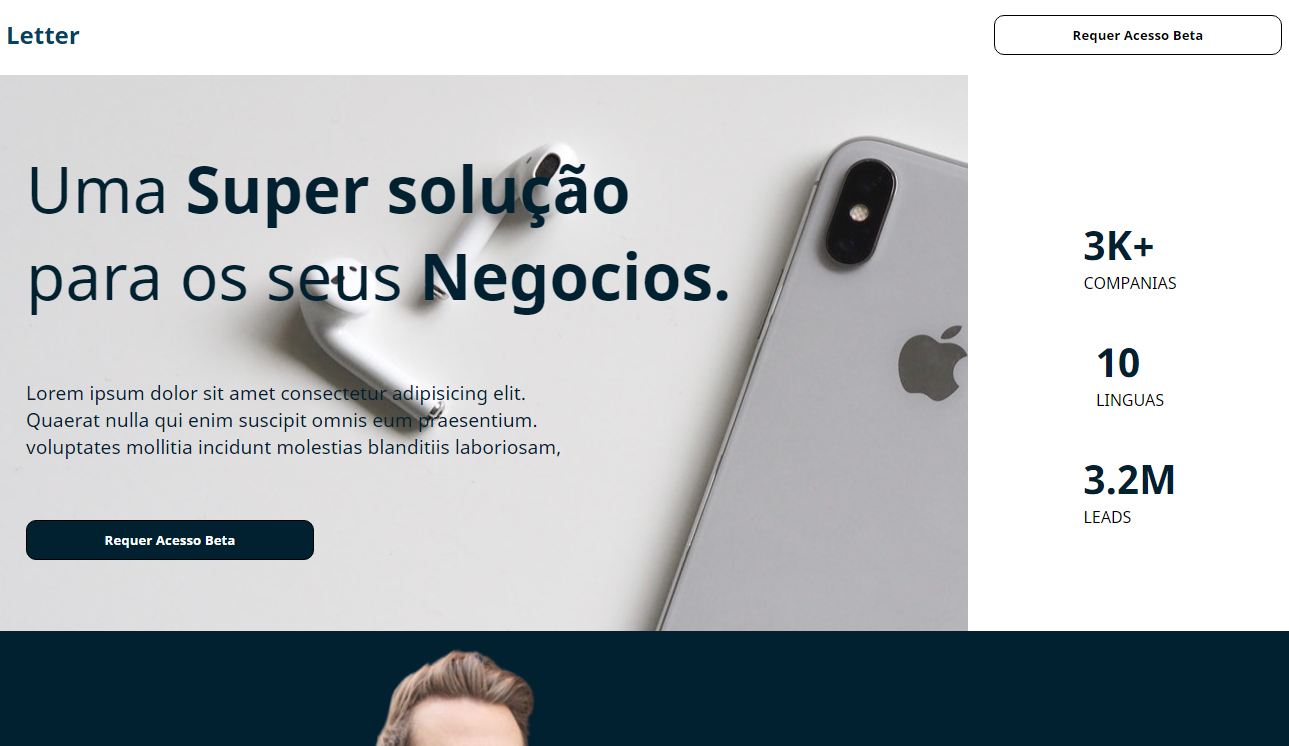 Letter
Requer Acesso Beta
Uma Super solução
para os seus Negocios.
Lorem ipsum dolor sit amet consectetur adipisicing elit.
Quaerat nulla qui enim suscipit omnis eum praesentium.
voluptates mollitia incidunt molestias blanditiis laboriosam,
Requer Acesso Beta
3K+
COMPANIAS
10
LINGUAS
3.2M
LEADS